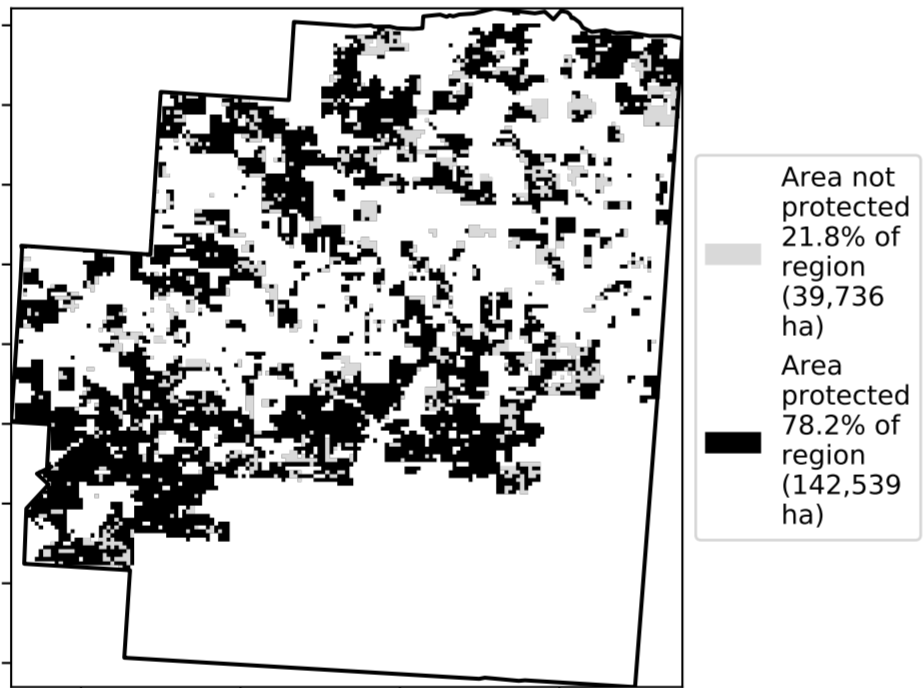 Area not
protected
21.8% of
region
(39,736
ha)
Area
protected
78.2% of
region
(142,539
ha)